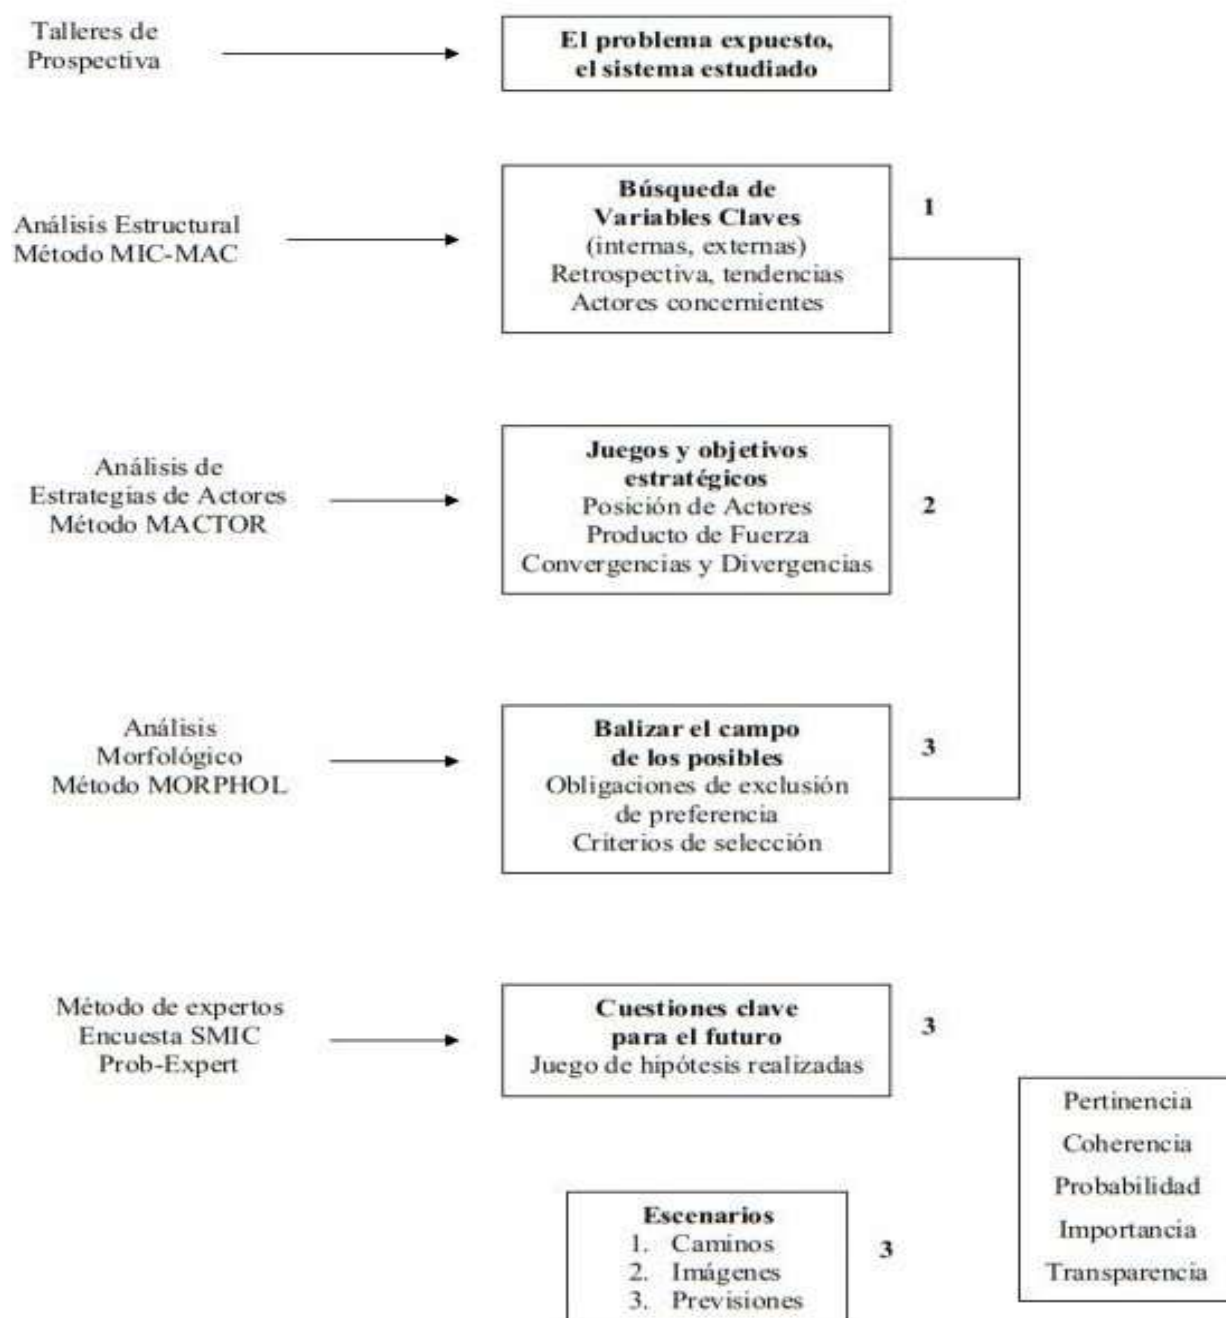 Talleres de
Prospectiva
El problema expuesto,
el sistema estudiado
Análisis Estructural
Método MIC-MAC
Búsqueda de
Variables Claves
(internas, externas)
Retrospectiva, tendencias
Actores concernientes
1
Análisis de
Estrategias de Actores
Método MACTOR
Juegos y objetivos
estratégicos
Posición de Actores
Producto de Fuerza
Convergencias y Divergencias
2
Análisis
Morfológico
Método MORPHOL
Balizar el campo
de los posibles
Obligaciones de exclusión
de preferencia
Criterios de selección
3
Método de expertos
Encuesta SMIC
Prob-Expert
Cuestiones clave
para el futuro
Juego de hipótesis realizadas
3
Escenarios
1. Caminos
2. Imágenes
3. Previsiones
3
Pertinencia
Coherencia
Probabilidad
Importancia
Transparencia